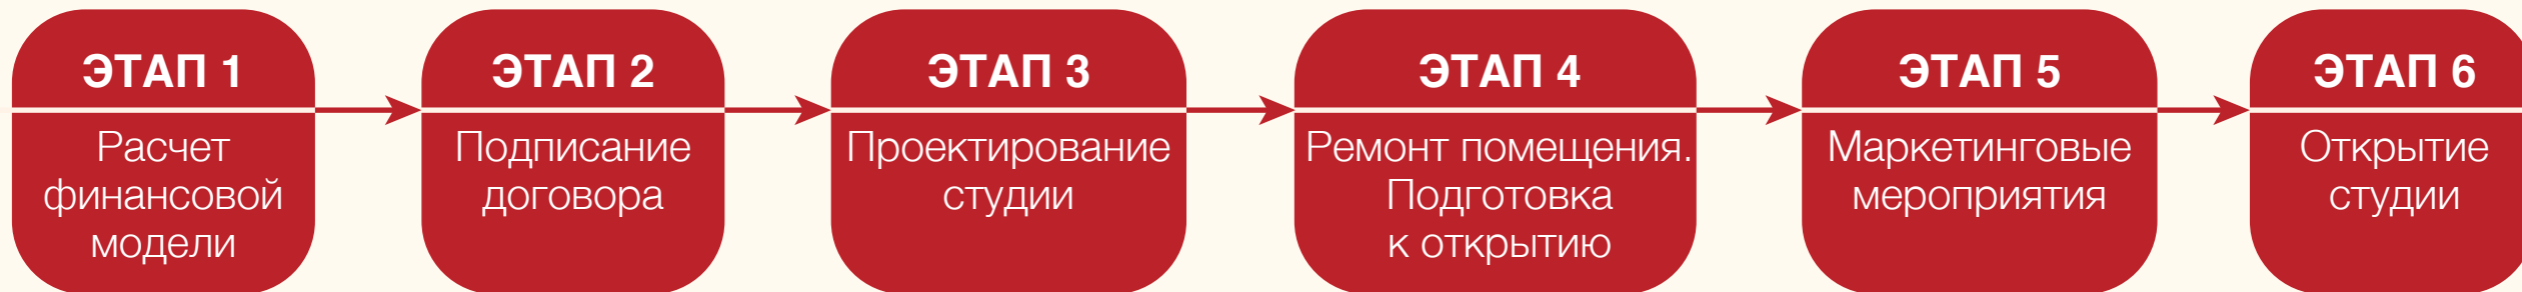 ЭТАП 1
Расчет
финансовой
модели
ЭТАП 2
Подписание
договора
ЭТАП 3
Проектирование
студии
ЭТАП 4
Ремонт помещения.
Подготовка
к открытию
ЭТАП 5
Маркетинговые
мероприятия
ЭТАП 6
Открытие
студии